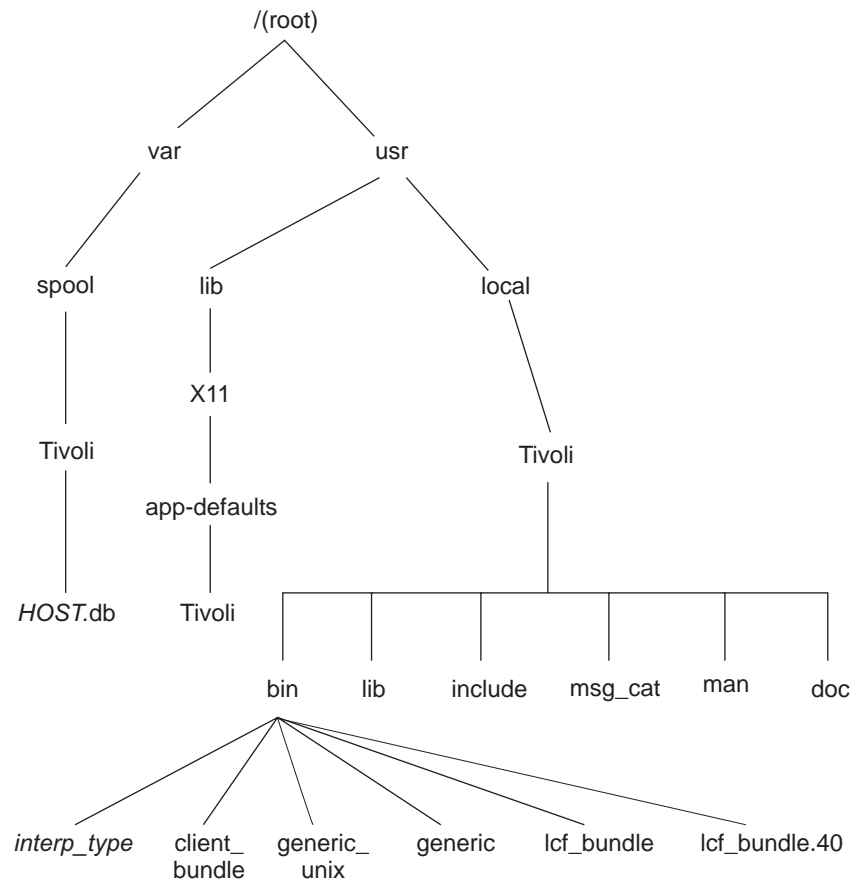 /(root)
var usr
spool lib local
X11
Tivoli Tivoli
app-defaults
HOST.db Tivoli
bin lib include msg_cat man doc
interp_type client_ generic_ generic lcf_bundle lcf_bundle.40
bundle unix